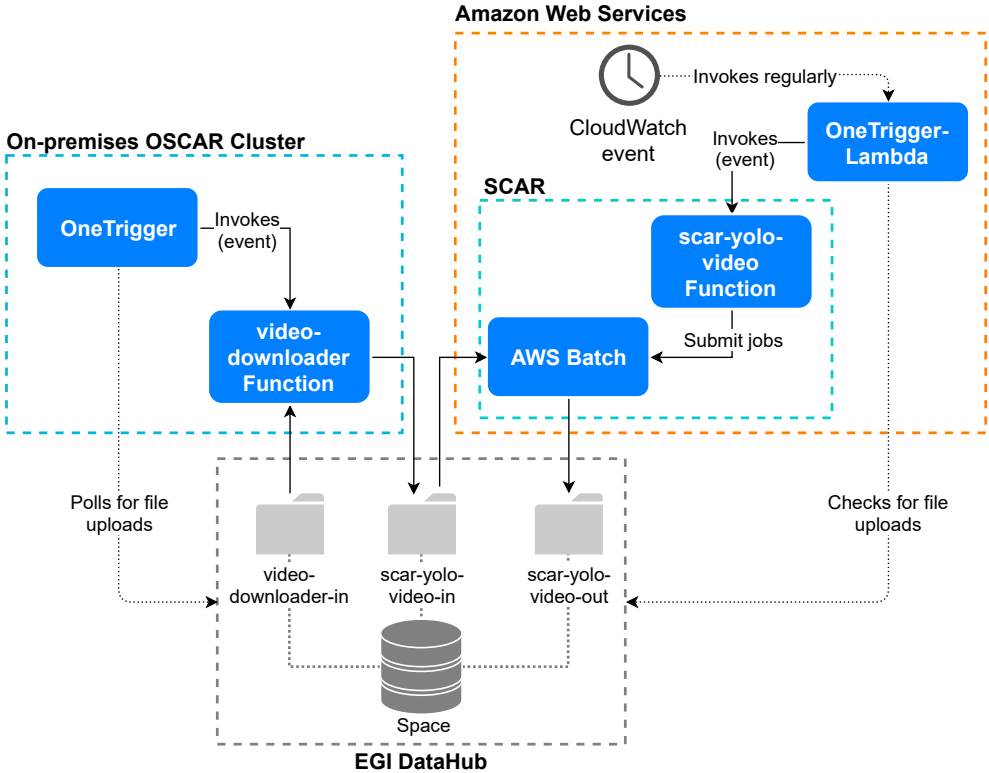 Amazon Web Services
Invokes regularly
CloudWatch
event
OneTrigger-
Lambda
Invokes
(event)
On-premises OSCAR Cluster
OneTrigger
Invokes
(event)
video-
downloader
Function
SCAR
scar-yolo-
video
Function
Submit jobs
AWS Batch
Polls for file
uploads
Checks for file
uploads
video-
downloader-in
scar-yolo-
video-in
scar-yolo-
video-out
Space
EGI DataHub